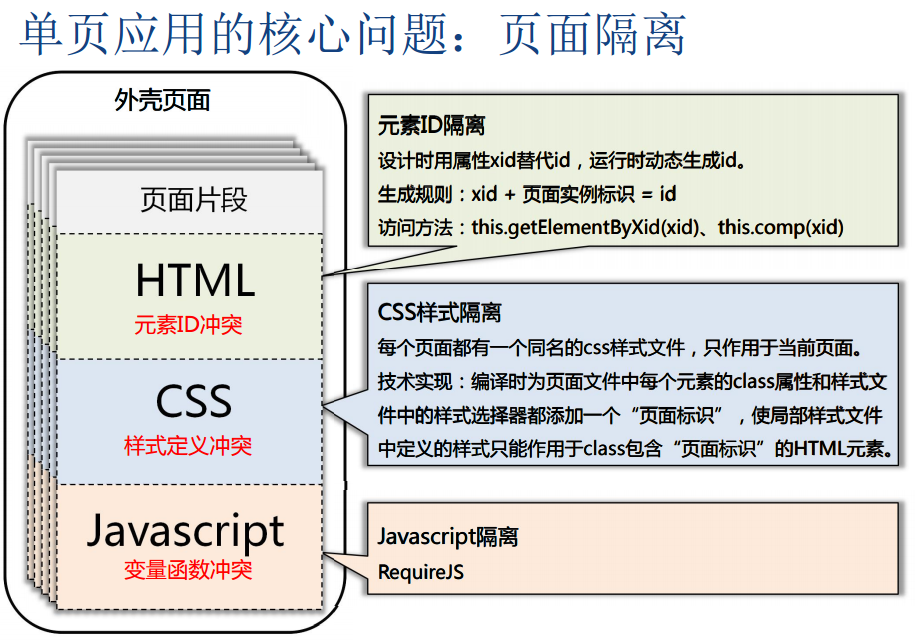 单页应用的核心问题：页面隔离
外壳页面
页面片段
HTML
元素ID冲突
CSS
样式定义冲突
Javascript
变量函数冲突
元素ID隔离
设计时用属性xid替代id，运行时动态生成id。
生成规则：xid + 页面实例标识 = id
访问方法：this.getElementByXid(xid)、this.comp(xid)
CSS样式隔离
每个页面都有一个同名的css样式文件，只作用于当前页面。
技术实现：编译时为页面文件中每个元素的class属性和样式文
件中的样式选择器都添加一个“页面标识”，使局部样式文件
中定义的样式只能作用于class包含“页面标识”的HTML元素。
Javascript隔离
RequireJS